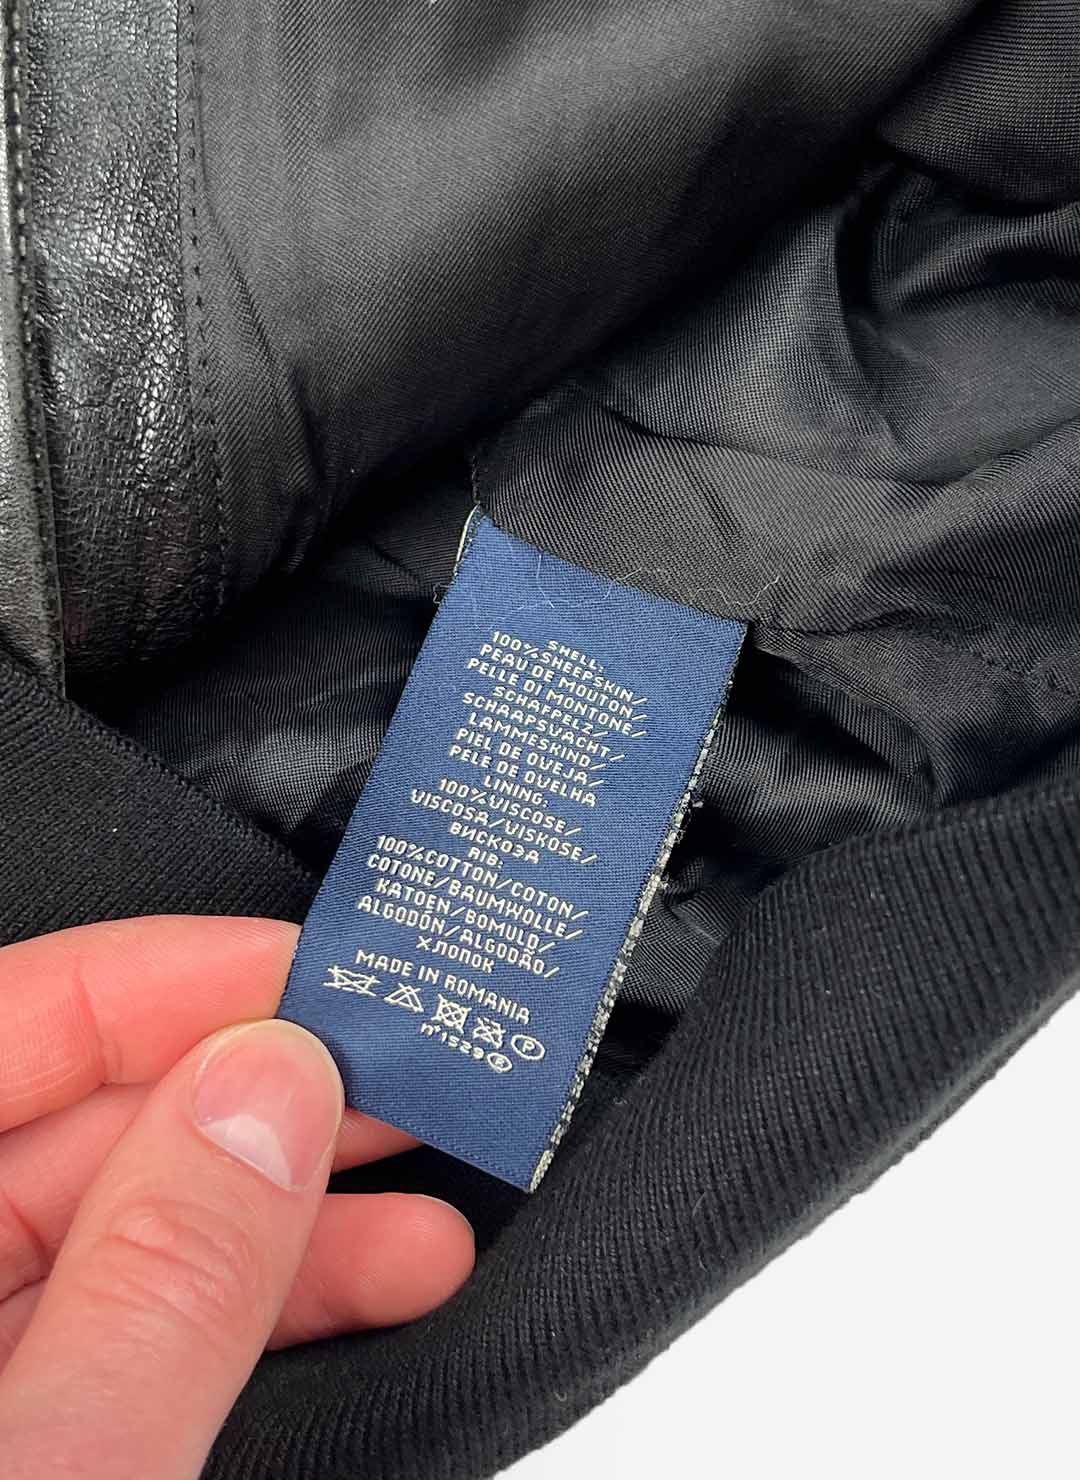 SHELL:
100%SHEEPSKIN/
PEAU DE MOUTON/
PELLE DI MONTONE/
SCHAFPELZ/
SCHAAPSVACHT/
LAMMESKIND/
PIEL DE OVEJA/
PELE DE OVELHA
LINING:
100%VISCOSE/
VISCOSA/VISKOSE/
ВИСКОЗА
RIB:
100%COTTON/COTON/
COTONE/BAUMWOLLE/
KATOEN/BOMULD/
ALGODÓN/ALGODÃO/
ХЛОПОК
MADE IN ROMANIA
P
n°1529 R